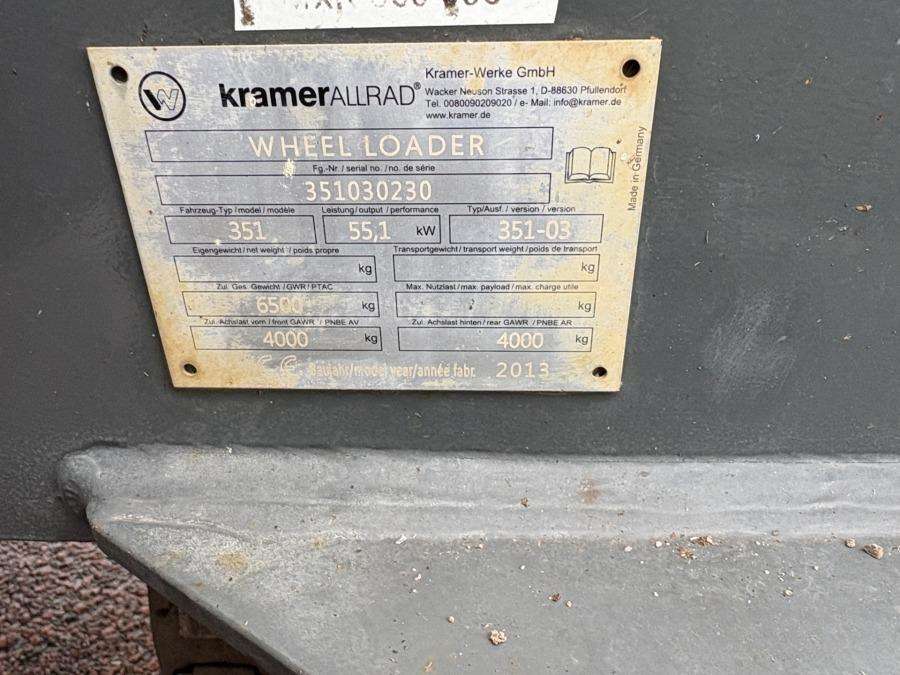 kramerALLRAD®
Kramer-Werke GmbH
Wacker Neuson Strasse 1, D-88630 Pfullendorf
Tel. 0080090209020 / e- Mail: info@kramer.de
www.kramer.de
WHEEL LOADER
Fg.-Nr. / serial no. / no. de série
351030230
Made in Germany
Fahrzeug-Typ / model / modèle
Leistung / output / performance
Typ/Ausf. / version / version
351
55,1 kW
351-03
Eigengewicht / net weight / poids propre
Transportgewicht / transport weight / poids de transport
kg
kg
Zul. Ges. Gewicht / GWR / PTAC
Max. Nutzlast / max. payload / max. charge utile
6500 kg
kg
Zul. Achslast vorn / front GAWR / PNBE AV
Zul. Achslast hinten / rear GAWR / PNBE AR
4000 kg
4000 kg
CE Baujahr/model year/année fabr. 2013